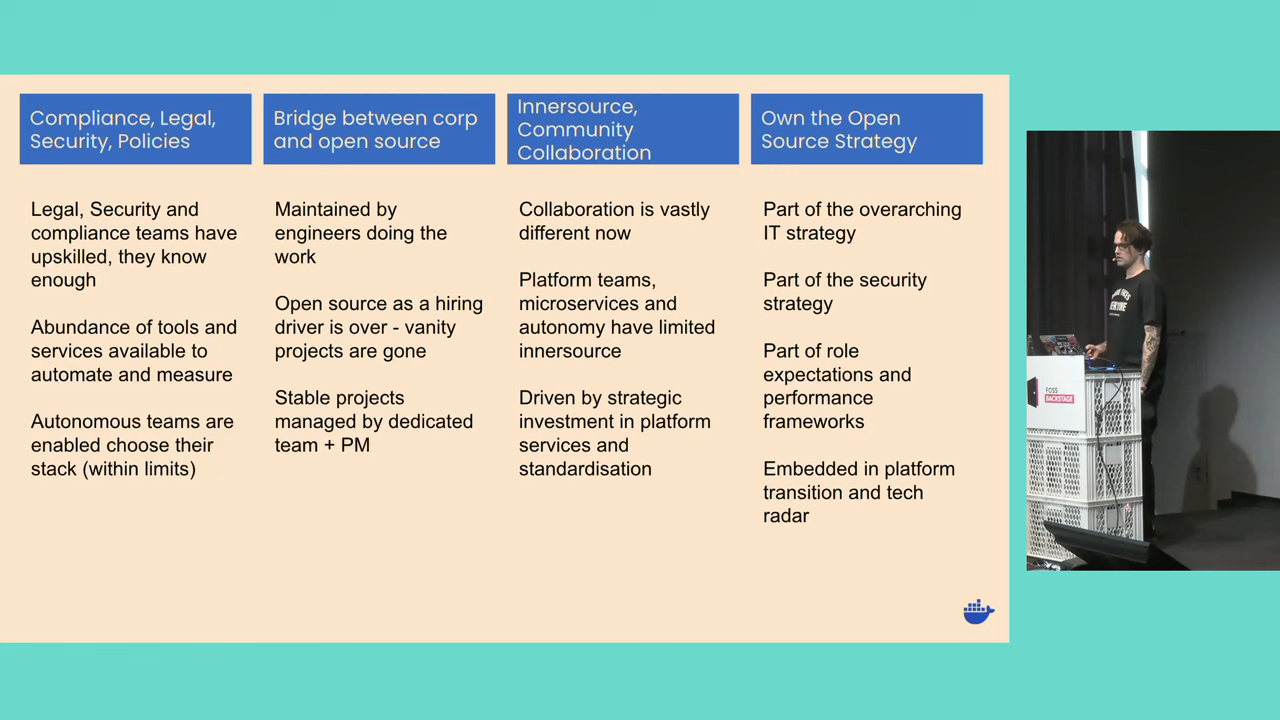 Compliance, Legal,
Security, Policies
Legal, Security and
compliance teams have
upskilled, they know
enough
Abundance of tools and
services available to
automate and measure
Autonomous teams are
enabled choose their
stack (within limits)
Bridge between corp
and open source
Maintained by
engineers doing the
work
Open source as a hiring
driver is over - vanity
projects are gone
Stable projects
managed by dedicated
team + PM
Innersource,
Community
Collaboration
Collaboration is vastly
different now
Platform teams,
microservices and
autonomy have limited
innersource
Driven by strategic
investment in platform
services and
standardisation
Own the Open
Source Strategy
Part of the overarching
IT strategy
Part of the security
strategy
Part of role
expectations and
performance
frameworks
Embedded in platform
transition and tech
radar
FOSS
BACKSTAGE